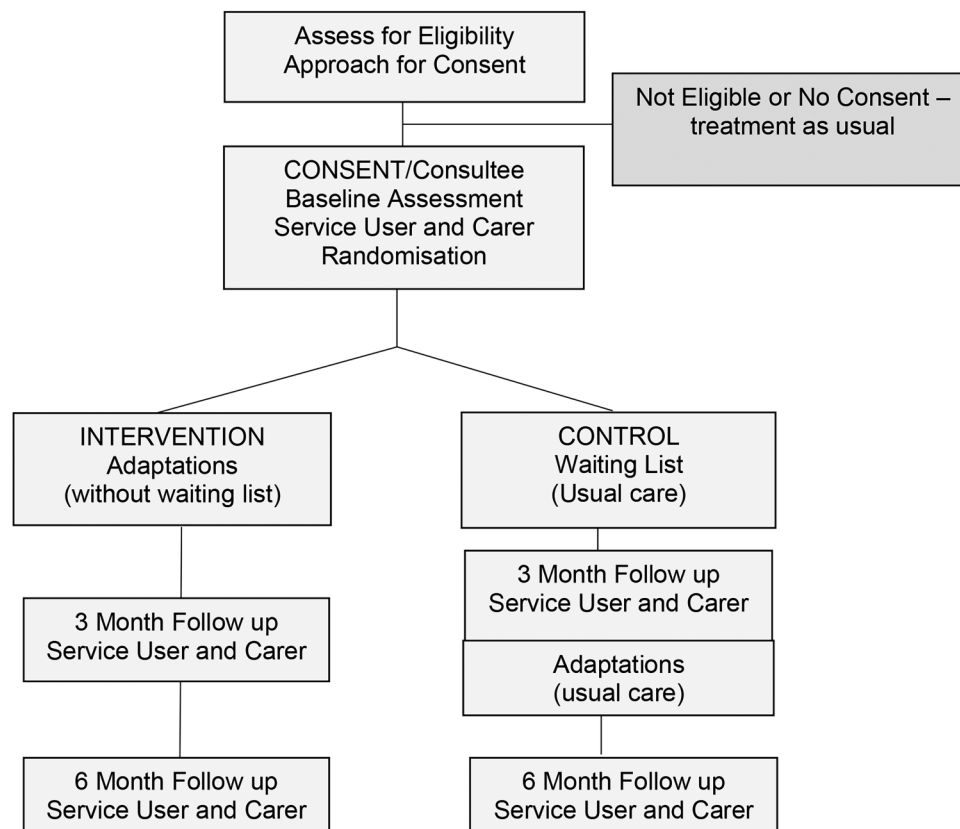 Assess for Eligibility
Approach for Consent
Not Eligible or No Consent –
treatment as usual
CONSENT/Consultee
Baseline Assessment
Service User and Carer
Randomisation
INTERVENTION
Adaptations
(without waiting list)
CONTROL
Waiting List
(Usual care)
3 Month Follow up
Service User and Carer
3 Month Follow up
Service User and Carer
Adaptations
(usual care)
6 Month Follow up
Service User and Carer
6 Month Follow up
Service User and Carer